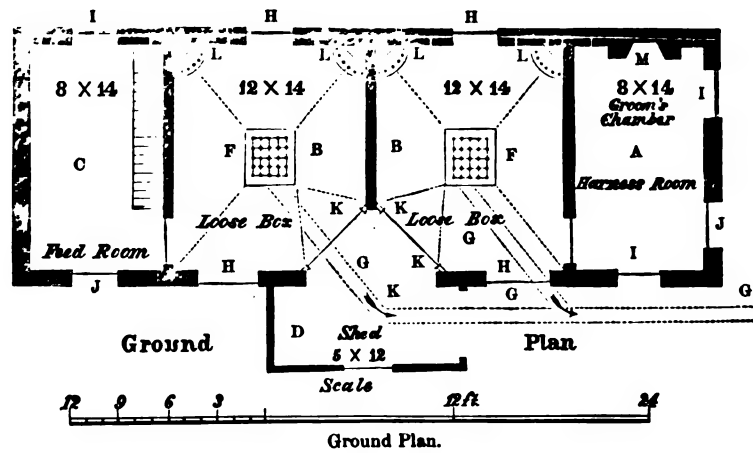 I H H
L L L L M
8 X 14 12 X 14 12 X 14 8 X 14
Groom's
Chamber
I
C F B B F A
Harness Room
K K
Loose Box Loose Box
G
J
Feed Room
G K I
J H H
K G G
D Shed
Ground Plan
5 X 12
Scale
12 9 6 3 12ft. 24
Ground Plan.